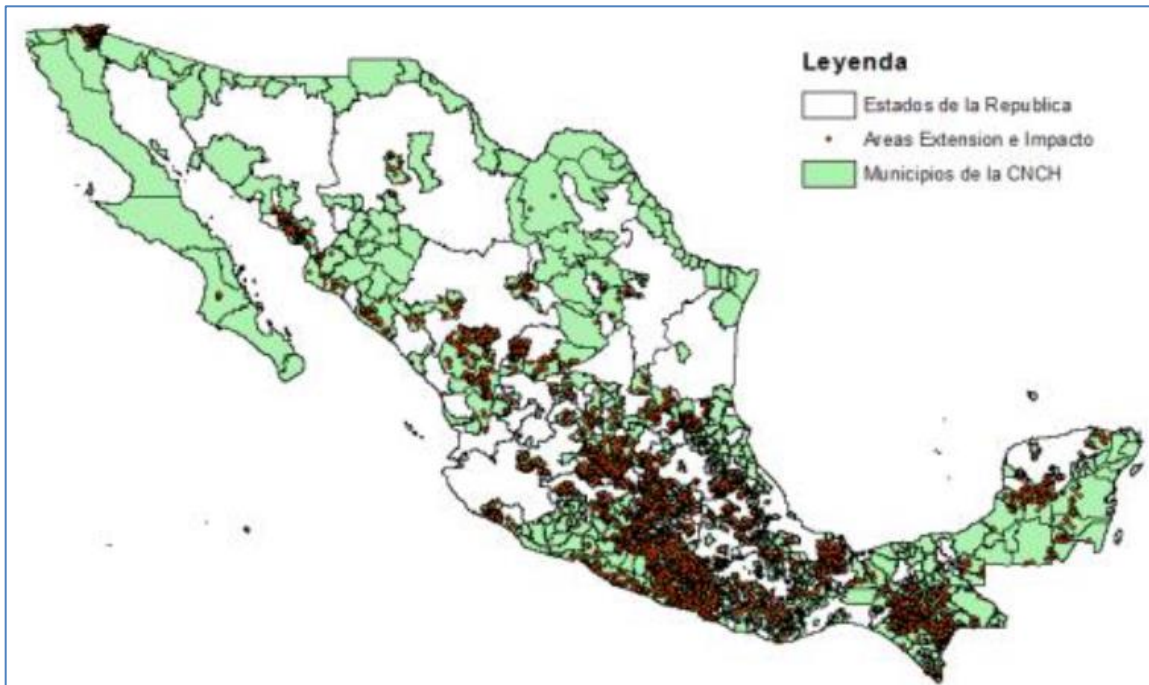 Leyenda
Estados de la Republica
Areas Extension e Impacto
Municipios de la CNCH